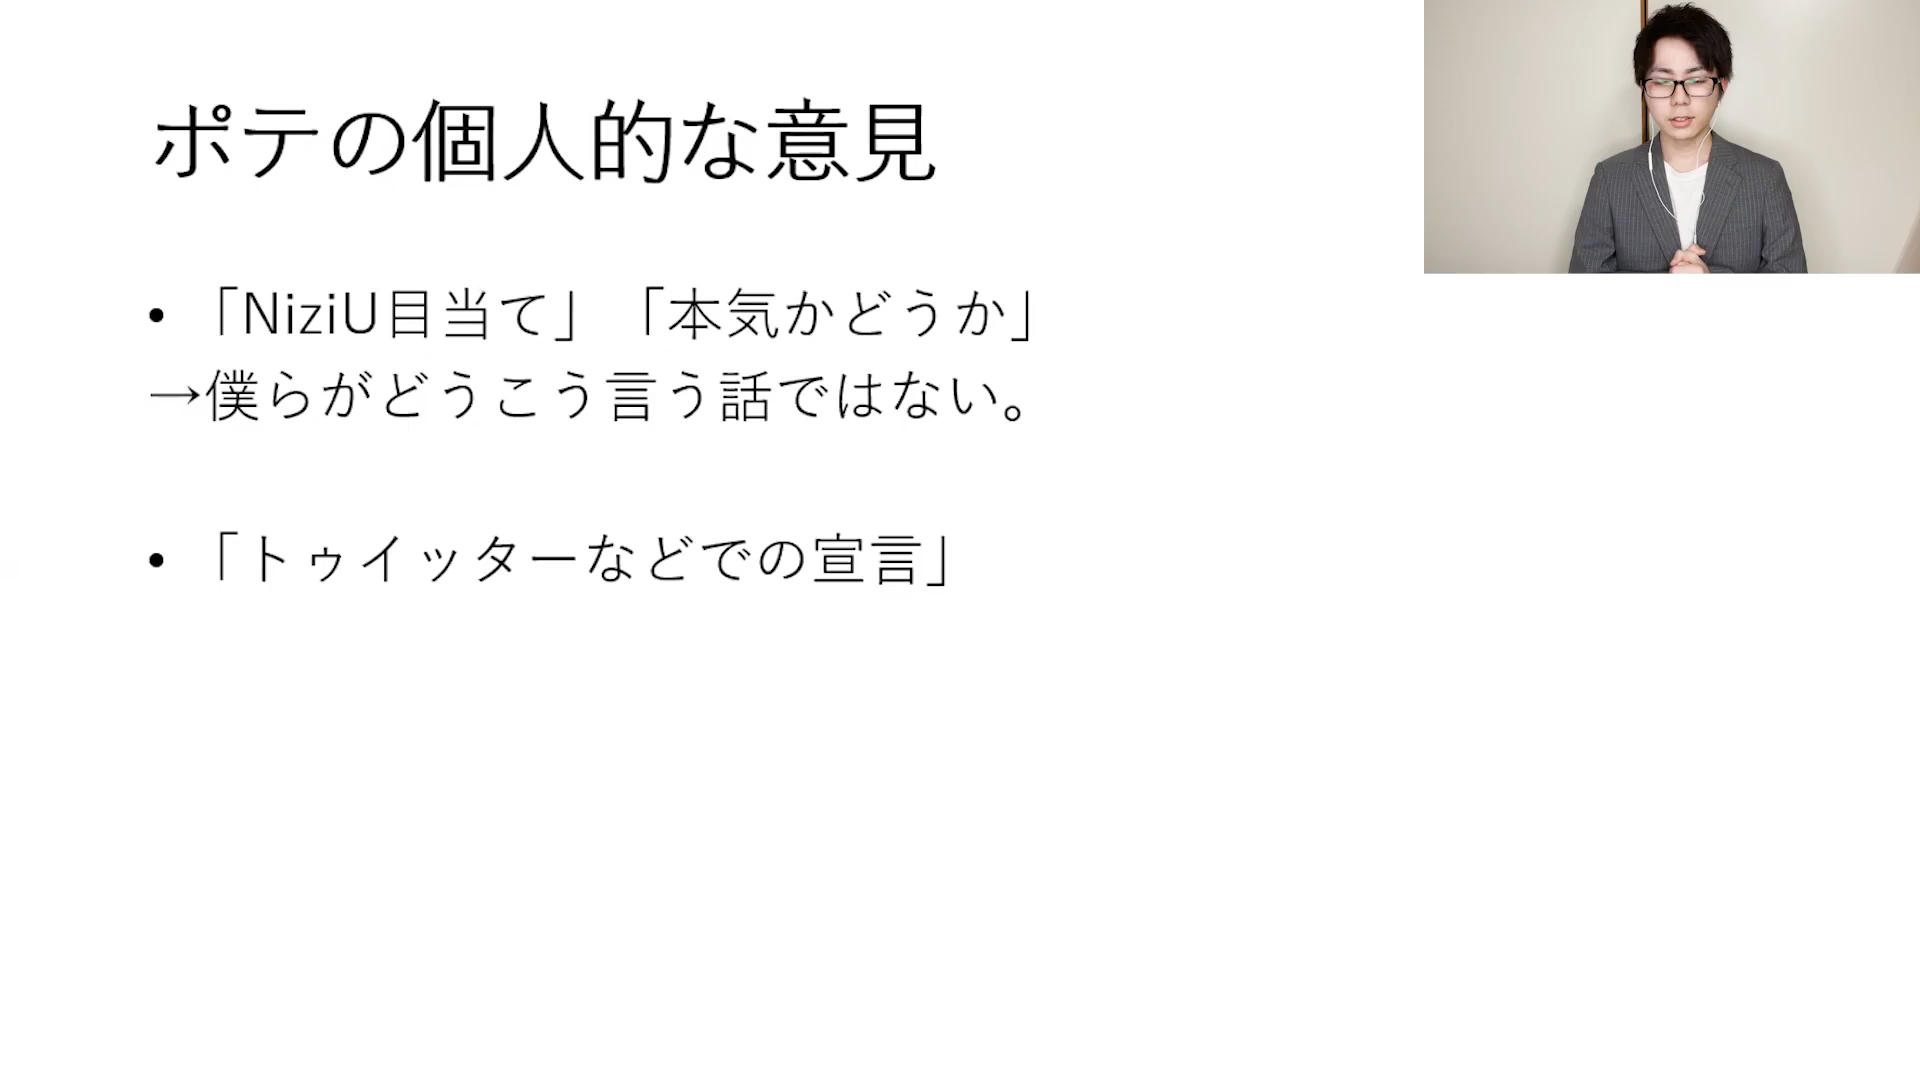 ポテの個人的な意見
•「NiziU目当て」「本気かどうか」
→僕らがどうこう言う話ではない。
•「トゥイッターなどでの宣言」